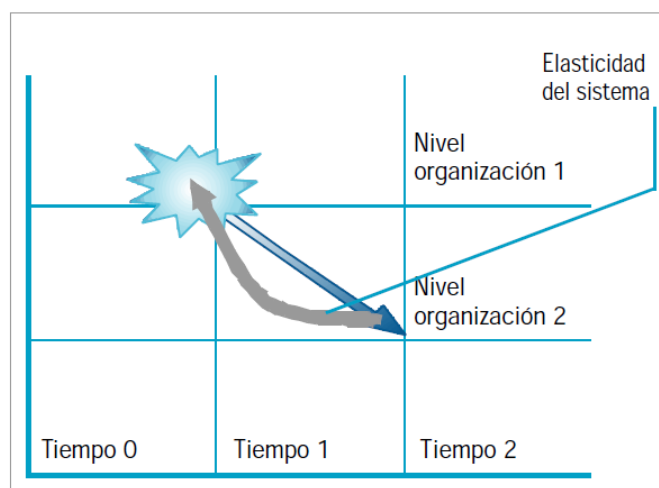 Elasticidad
del sistema
Nivel
organización 1
Nivel
organización 2
Tiempo 0
Tiempo 1
Tiempo 2